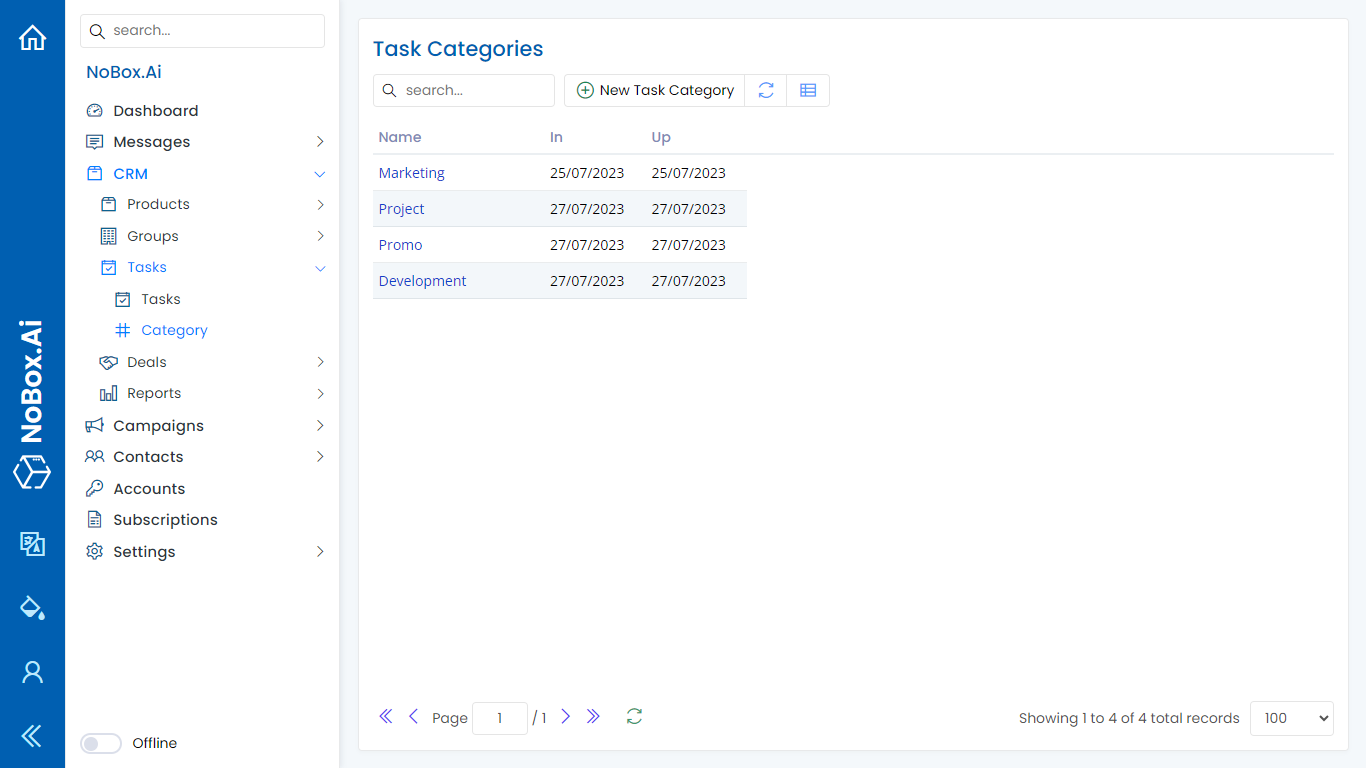 search...
NoBox.Ai
Dashboard
Messages
CRM
Products
Groups
Tasks
Tasks
Category
Deals
Reports
Campaigns
Contacts
Accounts
Subscriptions
Settings
Offline
NoBox.Ai
Task Categories
search...
New Task Category
Name In Up
Marketing 25/07/2023 25/07/2023
Project 27/07/2023 27/07/2023
Promo 27/07/2023 27/07/2023
Development 27/07/2023 27/07/2023
Page 1 / 1
Showing 1 to 4 of 4 total records 100